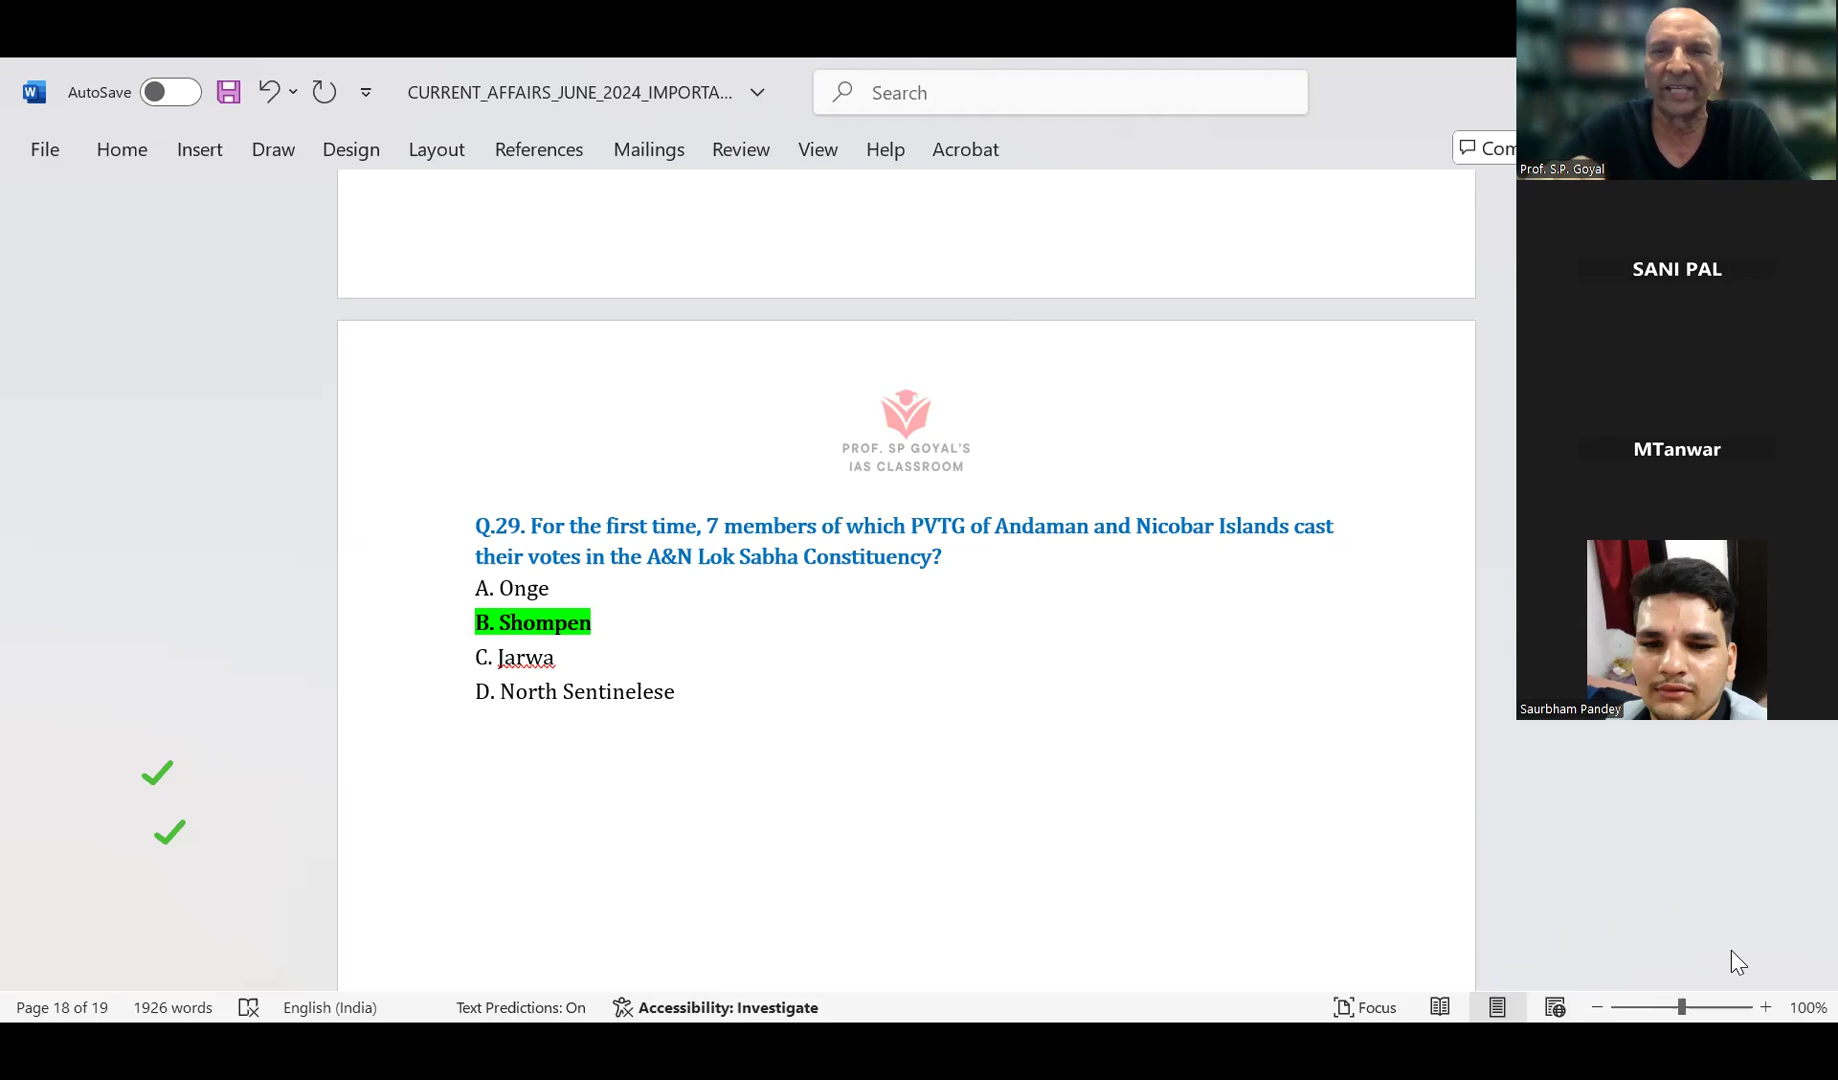 AutoSave
CURRENT_AFFAIRS_JUNE_2024_IMPORTA...
Search
File Home Insert Draw Design Layout References Mailings Review View Help Acrobat
Com
Prof. S.P. Goyal
SANI PAL
MTanwar
Saurbham Pandey
PROF. SP GOYAL'S
IAS CLASSROOM
Q.29. For the first time, 7 members of which PVTG of Andaman and Nicobar Islands cast
their votes in the A&N Lok Sabha Constituency?
A. Onge
B. Shompen
C. Jarwa
D. North Sentinelese
Page 18 of 19 1926 words English (India) Text Predictions: On Accessibility: Investigate Focus 100%